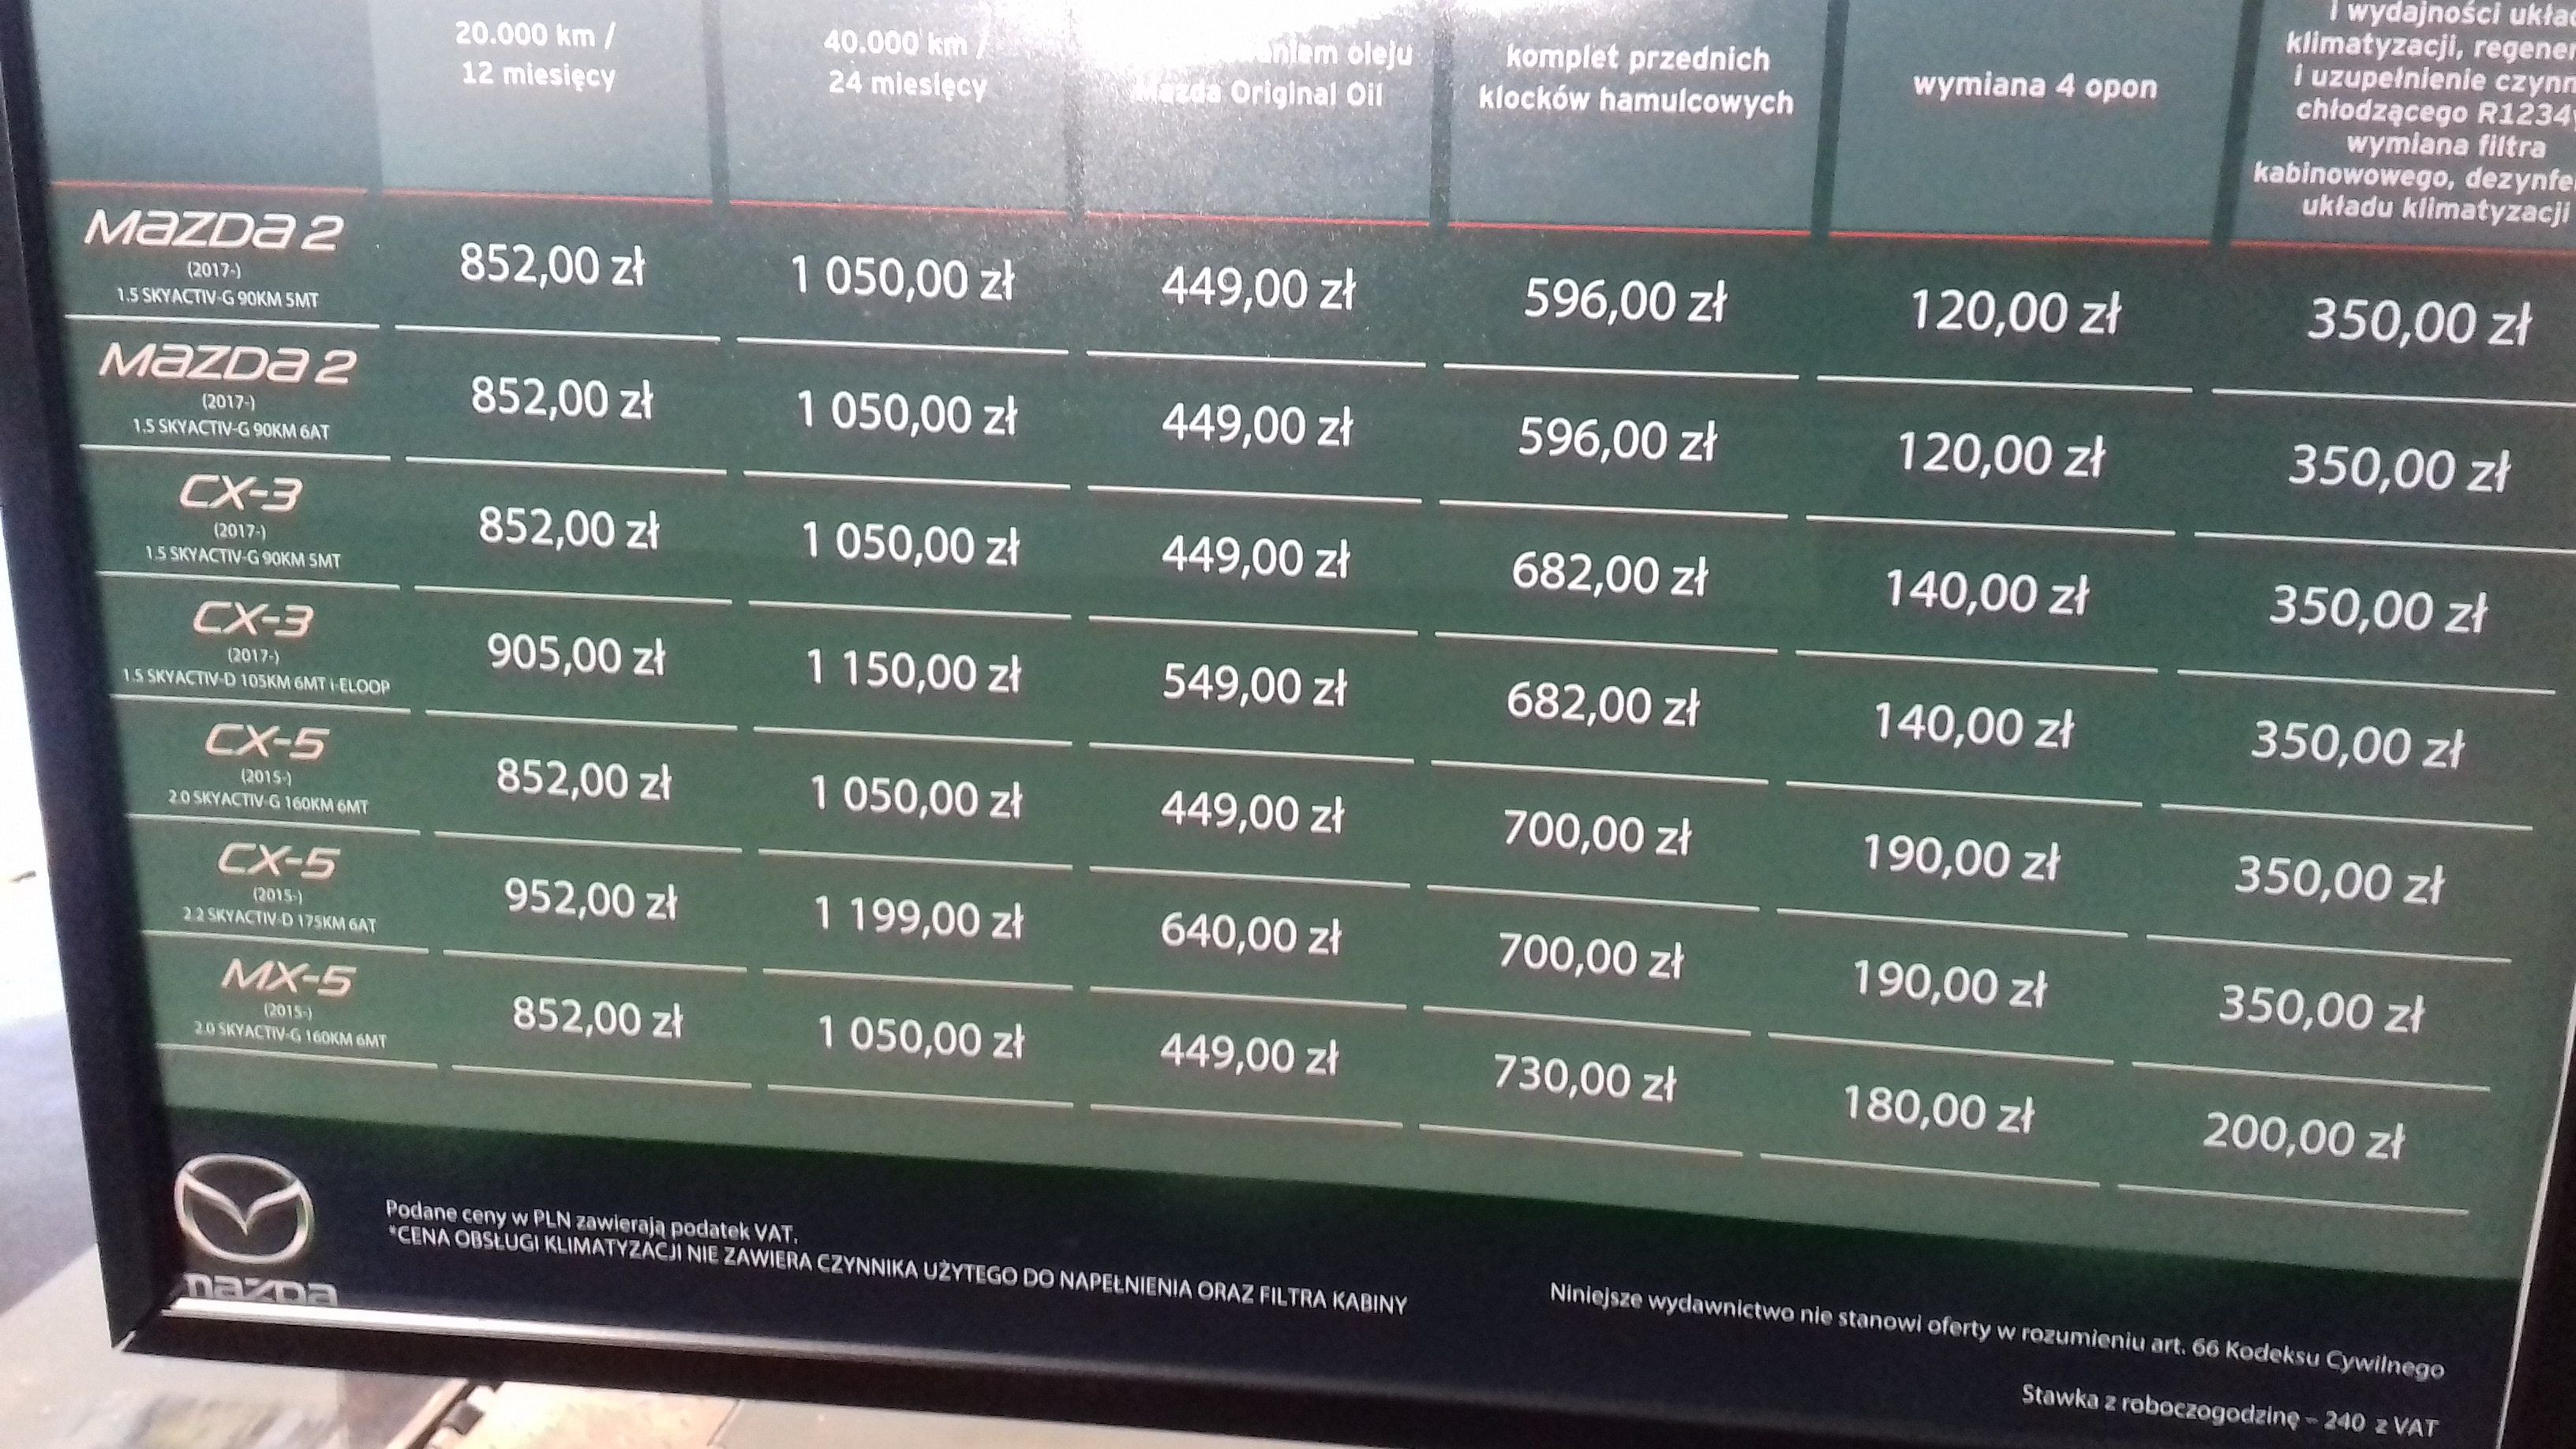 20.000 km /
12 miesięcy
40.000 km /
24 miesięcy
oleju
Mazda Original Oil
komplet przednich
klocków hamulcowych
wymiana 4 opon
i wydajności
klimatyzacji,
i uzupełnienie
chłodzącego
wymiana filtra
kabinowowego,
układu klimatyzacji
mazda 2
(2017-)
1.5 SKYACTIV-G 90KM 5MT
852,00 zł 1 050,00 zł 449,00 zł 596,00 zł 120,00 zł 350,00 zł
mazda 2
(2017-)
1.5 SKYACTIV-G 90KM 6AT
852,00 zł 1 050,00 zł 449,00 zł 596,00 zł 120,00 zł 350,00 zł
CX-3
(2017-)
1.5 SKYACTIV-G 90KM 5MT
852,00 zł 1 050,00 zł 449,00 zł 682,00 zł 140,00 zł 350,00 zł
CX-3
(2017-)
1.5 SKYACTIV-D 105KM 6MT i-ELOOP
905,00 zł 1 150,00 zł 549,00 zł 682,00 zł 140,00 zł 350,00 zł
CX-5
(2015-)
2.0 SKYACTIV-G 160KM 6MT
852,00 zł 1 050,00 zł 449,00 zł 700,00 zł 190,00 zł 350,00 zł
CX-5
(2015-)
2.2 SKYACTIV-D 175KM 6AT
952,00 zł 1 199,00 zł 640,00 zł 700,00 zł 190,00 zł 350,00 zł
MX-5
(2015-)
2.0 SKYACTIV-G 160KM 6MT
852,00 zł 1 050,00 zł 449,00 zł 730,00 zł 180,00 zł 200,00 zł
mazda
Podane ceny w PLN zawierają podatek VAT.
*CENA OBSŁUGI KLIMATYZACJI NIE ZAWIERA CZYNNIKA UŻYTEGO DO NAPEŁNIENIA ORAZ FILTRA KABINY
Niniejsze wydawnictwo nie stanowi oferty w rozumieniu art. 66 Kodeksu Cywilnego
Stawka z roboczogodzinę – 240 z VAT